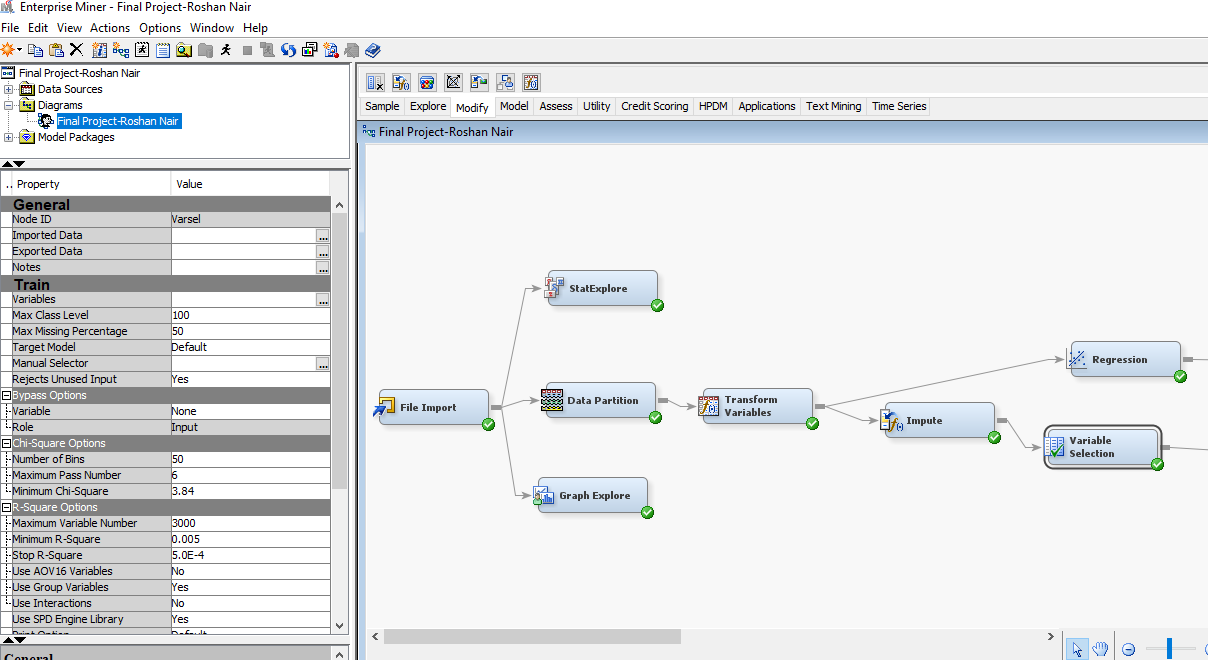 Enterprise Miner - Final Project-Roshan Nair
File Edit View Actions Options Window Help
Final Project-Roshan Nair
Data Sources
Diagrams
Final Project-Roshan Nair
Model Packages
.. Property Value
General
Node ID Varsel
Imported Data ...
Exported Data ...
Notes ...
Train
Variables ...
Max Class Level 100
Max Missing Percentage 50
Target Model Default
Manual Selector ...
Rejects Unused Input Yes
Bypass Options
Variable None
Role Input
Chi-Square Options
Number of Bins 50
Maximum Pass Number 6
Minimum Chi-Square 3.84
R-Square Options
Maximum Variable Number 3000
Minimum R-Square 0.005
Stop R-Square 5.0E-4
Use AOV16 Variables No
Use Group Variables Yes
Use Interactions No
Use SPD Engine Library Yes
Print Option Default
General
Sample Explore Modify Model Assess Utility Credit Scoring HPDM Applications Text Mining Time Series
Final Project-Roshan Nair
StatExplore
File Import
Data Partition
Transform
Variables
Graph Explore
Impute
Regression
Variable
Selection